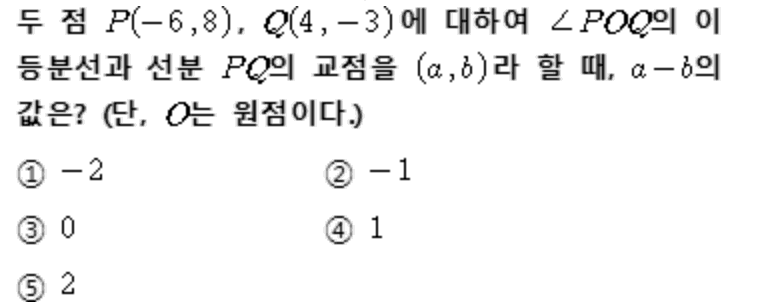 두 점 P(-6,8), Q(4,-3)에 대하여 ∠POQ의 이
등분선과 선분 PQ의 교점을 (a,b)라 할 때, a-b의
값은? (단, O는 원점이다.)
① -2 ② -1
③ 0 ④ 1
⑤ 2